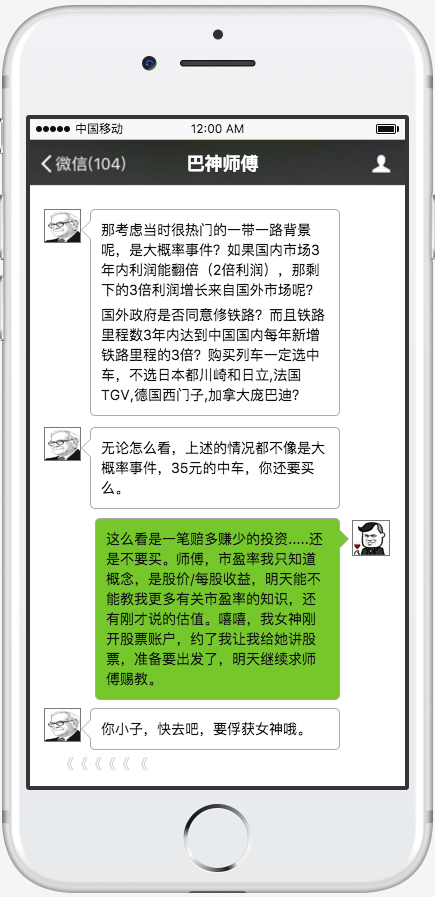 中国移动 12:00 AM
微信(104) 巴神师傅
那考虑当时很热门的一带一路背景
呢，是大概率事件？如果国内市场3
年内利润能翻倍（2倍利润），那剩
下的3倍利润增长来自国外市场呢？
国外政府是否同意修铁路？而且铁路
里程数3年内达到中国国内每年新增
铁路里程的3倍？购买列车一定选中
车，不选日本都川崎和日立,法国
TGV,德国西门子,加拿大庞巴迪？
无论怎么看，上述的情况都不像是大
概率事件，35元的中车，你还要买
么。
这么看是一笔赔多赚少的投资.....还
是不要买。师傅，市盈率我只知道
概念，是股价/每股收益，明天能不
能教我更多有关市盈率的知识，还
有刚才说的估值。嘻嘻，我女神刚
开股票账户，约了我让我给她讲股
票，准备要出发了，明天继续求师
傅赐教。
你小子，快去吧，要俘获女神哦。
《《《《《《